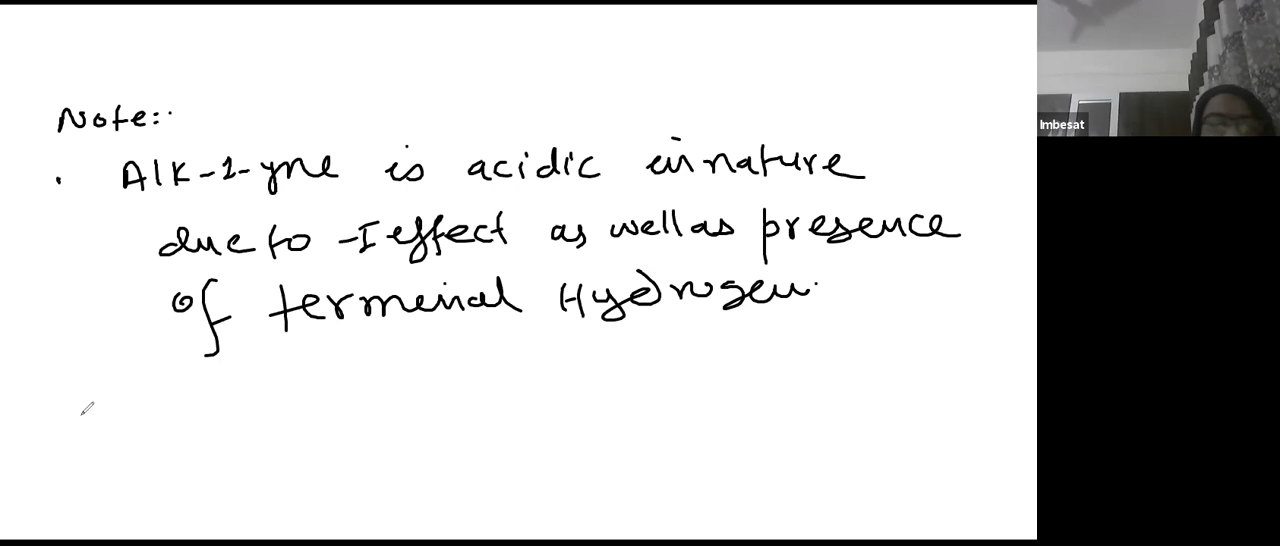 Note:-
. Alk-1-yne is acidic in nature
due to -I effect as well as presence
of terminal Hydrogen.
Imbesat